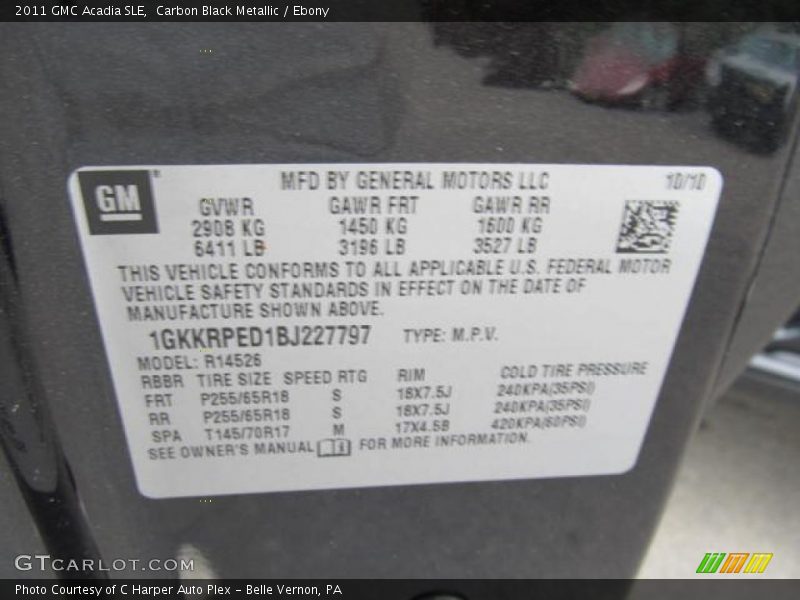 2011 GMC Acadia SLE, Carbon Black Metallic / Ebony
GM
MFD BY GENERAL MOTORS LLC 10/10
GVWR GAWR FRT GAWR RR
2908 KG 1450 KG 1600 KG
6411 LB 3196 LB 3527 LB
THIS VEHICLE CONFORMS TO ALL APPLICABLE U.S. FEDERAL MOTOR
VEHICLE SAFETY STANDARDS IN EFFECT ON THE DATE OF
MANUFACTURE SHOWN ABOVE.
1GKKRPED1BJ227797 TYPE: M.P.V.
MODEL: R14526
RBBR TIRE SIZE SPEED RTG RIM COLD TIRE PRESSURE
FRT P255/65R18 S 18X7.5J 240KPA(35PSI)
RR P255/65R18 S 18X7.5J 240KPA(35PSI)
SPA T145/70R17 M 17X4.5B 420KPA(60PSI)
SEE OWNER'S MANUAL FOR MORE INFORMATION.
GTCARLOT.COM
Photo Courtesy of C Harper Auto Plex - Belle Vernon, PA